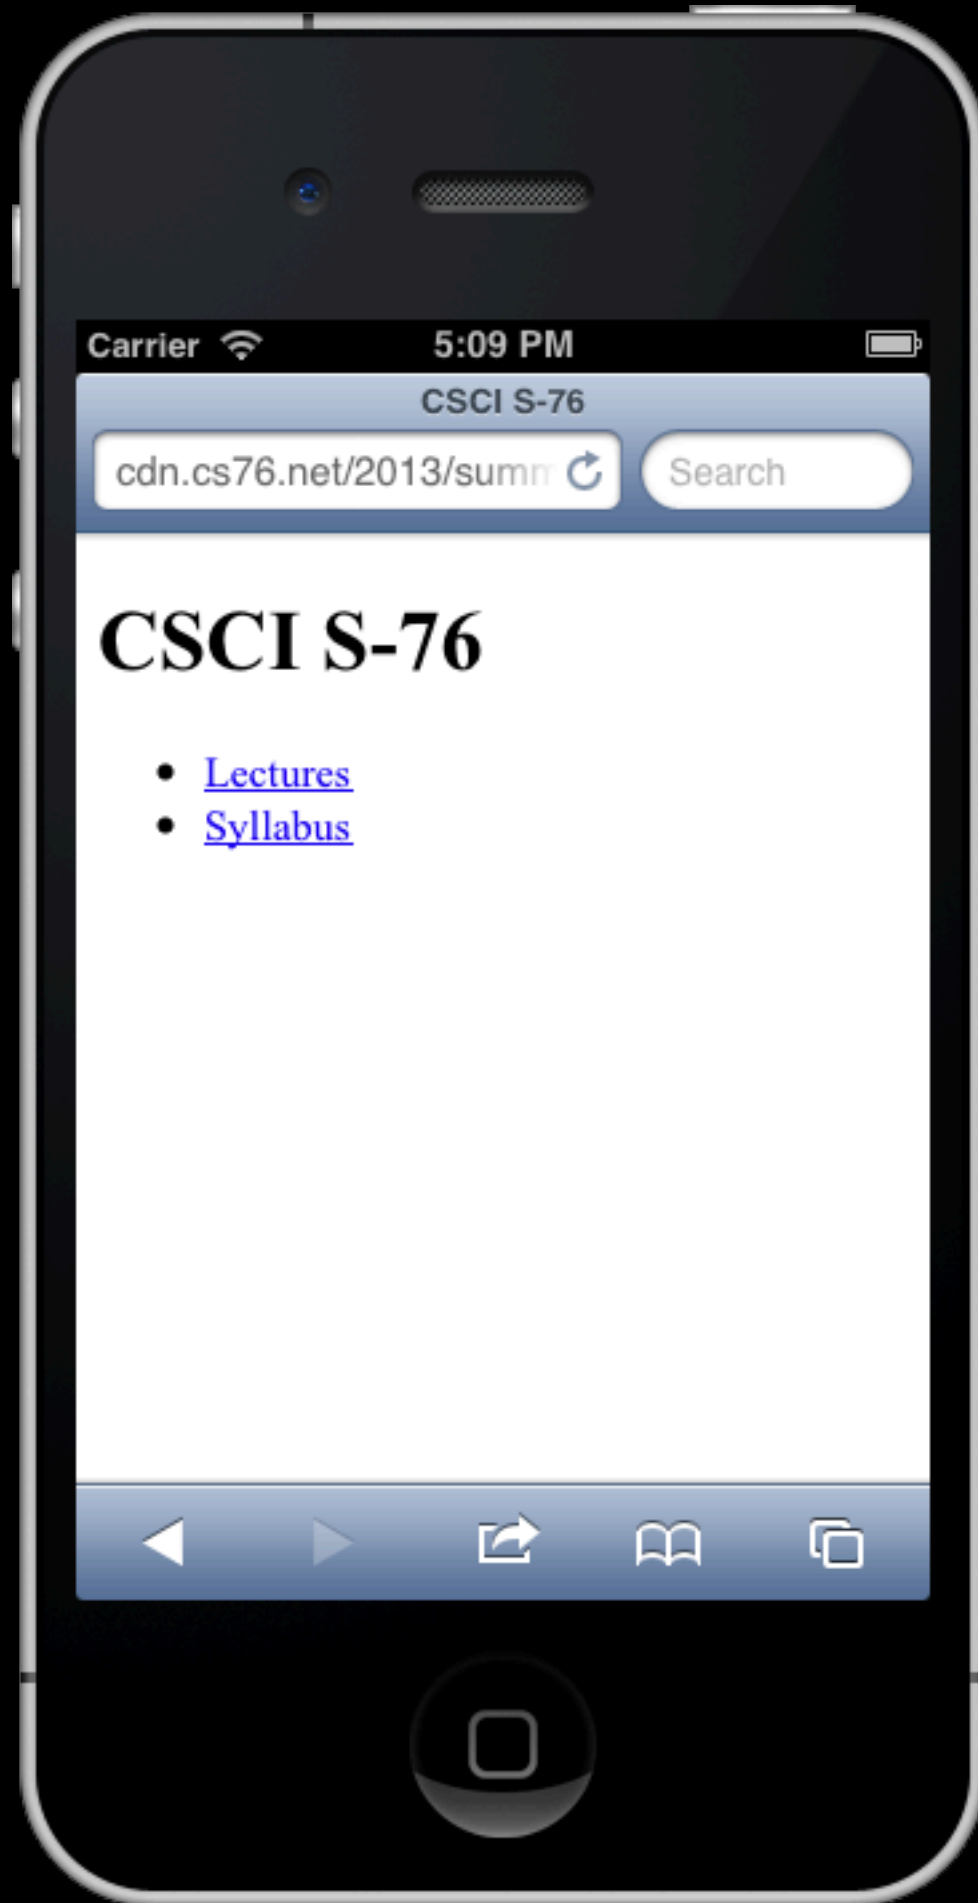 Carrier 5:09 PM
CSCI S-76
cdn.cs76.net/2013/summ Search
CSCI S-76
• Lectures
• Syllabus